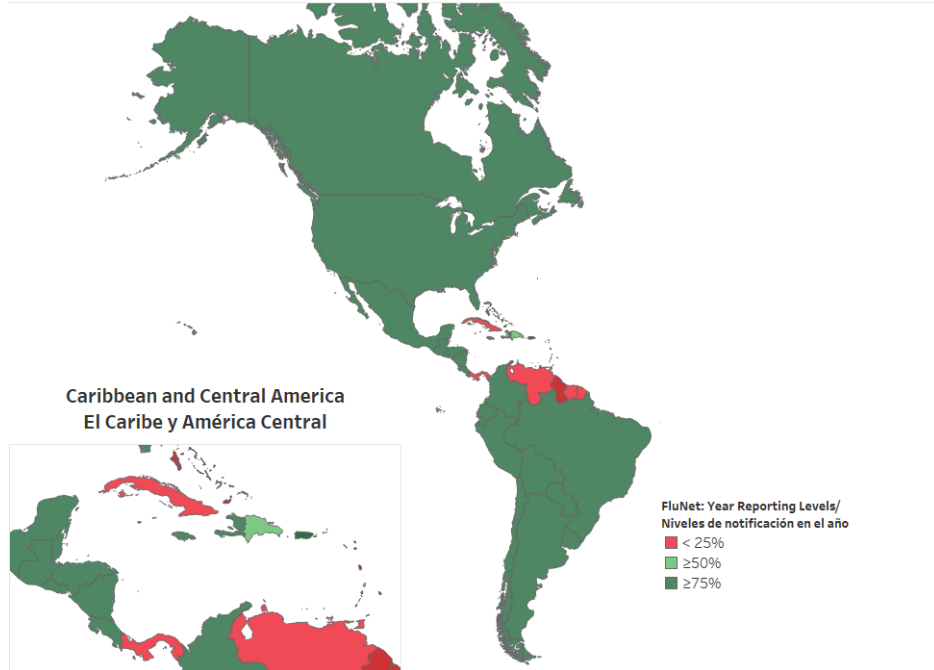 Caribbean and Central America
El Caribe y América Central
FluNet: Year Reporting Levels/
Niveles de notificación en el año
< 25%
≥50%
≥75%